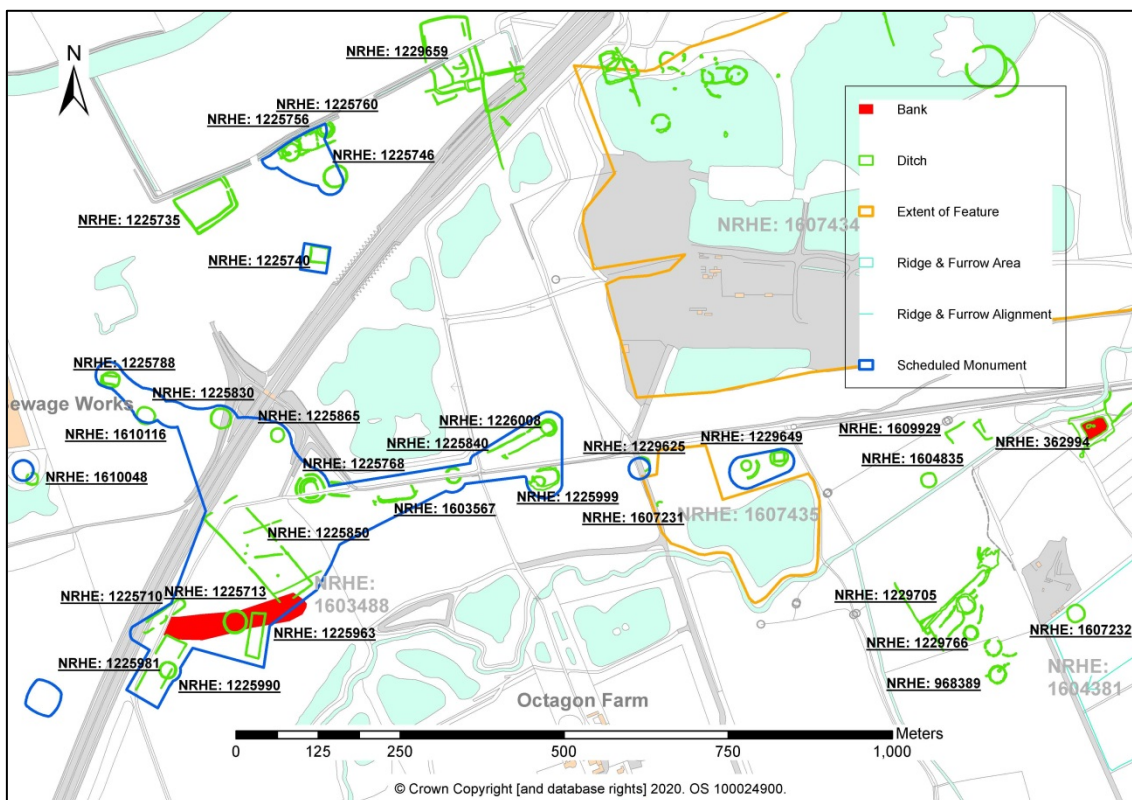 N
NRHE: 1229659
NRHE: 1225760
NRHE: 1225756
NRHE: 1225746
NRHE: 1225735
NRHE: 1225740
NRHE: 1607434
Bank
Ditch
Extent of Feature
Ridge & Furrow Area
Ridge & Furrow Alignment
Scheduled Monument
NRHE: 1225788
NRHE: 1225830
ewage Works
NRHE: 1225865
NRHE: 1610116
NRHE: 1226008
NRHE: 1225840
NRHE: 1229625
NRHE: 1229649
NRHE: 1609929
NRHE: 362994
NRHE: 1604835
NRHE: 1225768
NRHE: 1610048
NRHE: 1603567
NRHE: 1225999
NRHE: 1607231
NRHE: 1607435
NRHE: 1225850
NRHE:
1603488
NRHE: 1225710
NRHE: 1225713
NRHE: 1225963
NRHE: 1225981
NRHE: 1225990
NRHE: 1229705
NRHE: 1229766
NRHE: 1607232
NRHE: 968389
NRHE:
1604381
Octagon Farm
Meters
0 125 250 500 750 1,000
© Crown Copyright [and database rights] 2020. OS 100024900.